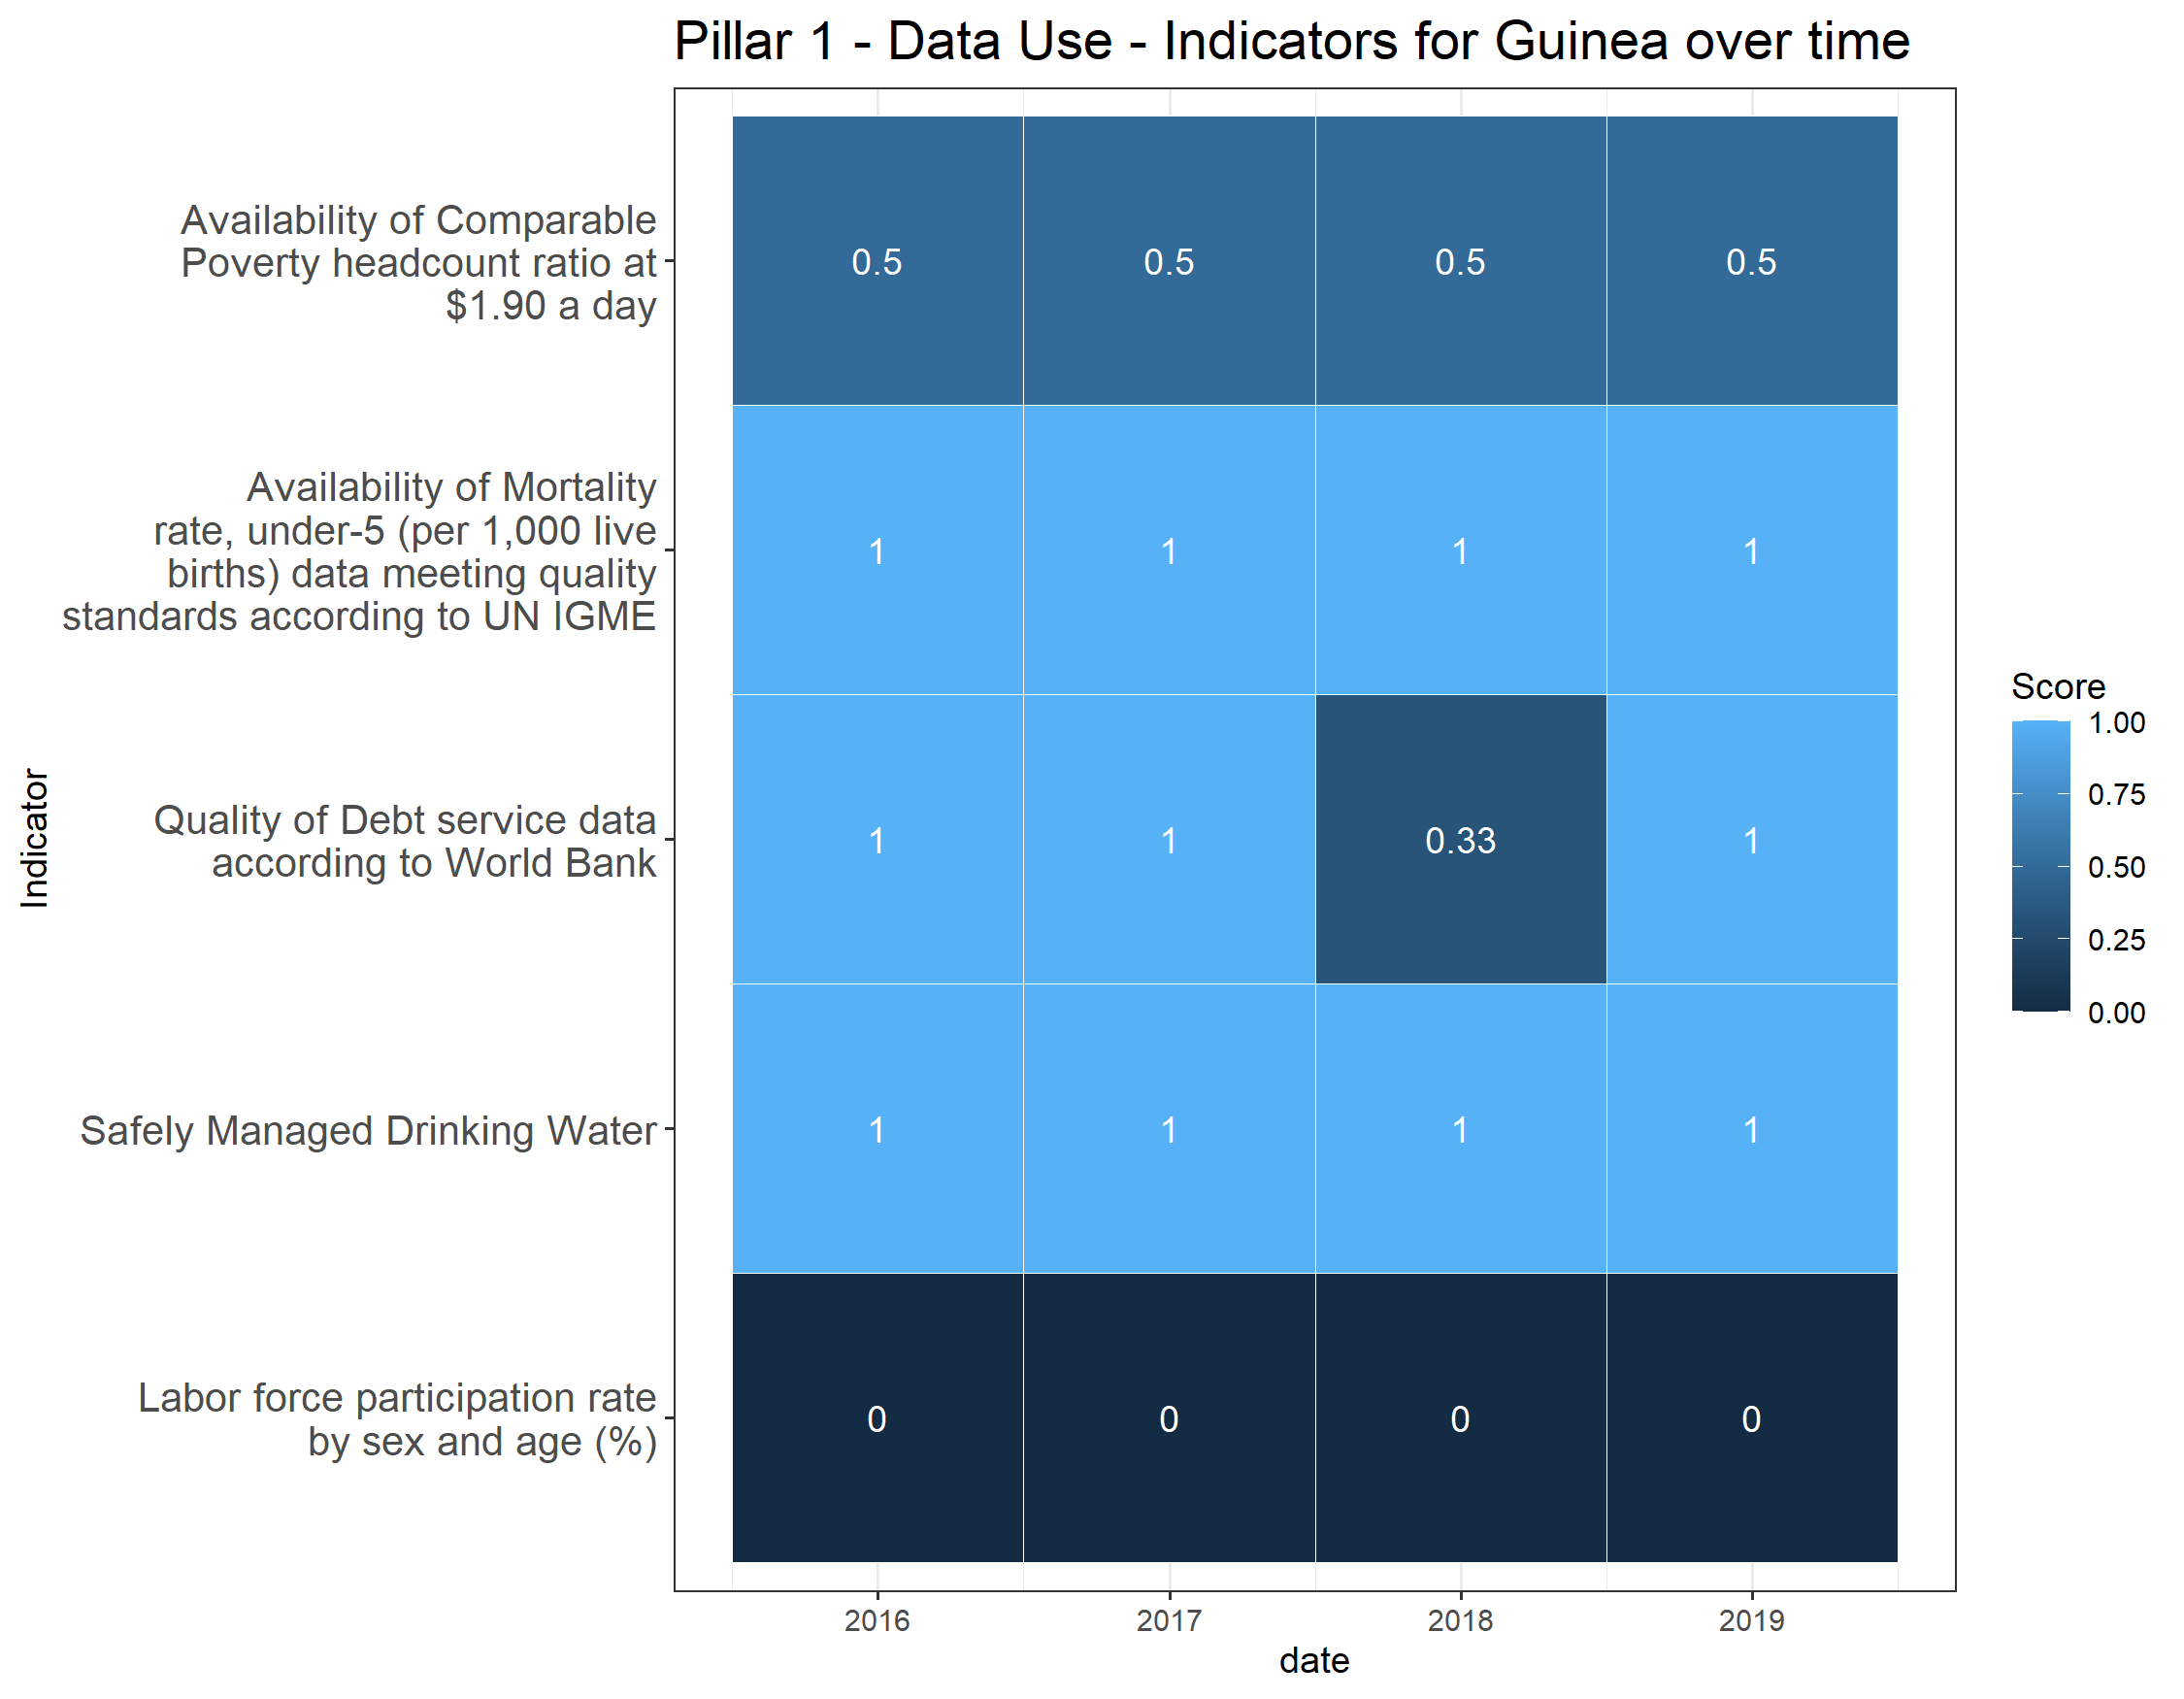 Pillar 1 - Data Use - Indicators for Guinea over time
Indicator
Availability of Comparable
Poverty headcount ratio at
$1.90 a day
0.5 0.5 0.5 0.5
Availability of Mortality
rate, under-5 (per 1,000 live
births) data meeting quality
standards according to UN IGME
1 1 1 1
Quality of Debt service data
according to World Bank
1 1 0.33 1
Safely Managed Drinking Water
1 1 1 1
Labor force participation rate
by sex and age (%)
0 0 0 0
2016 2017 2018 2019
date
Score
1.00
0.75
0.50
0.25
0.00